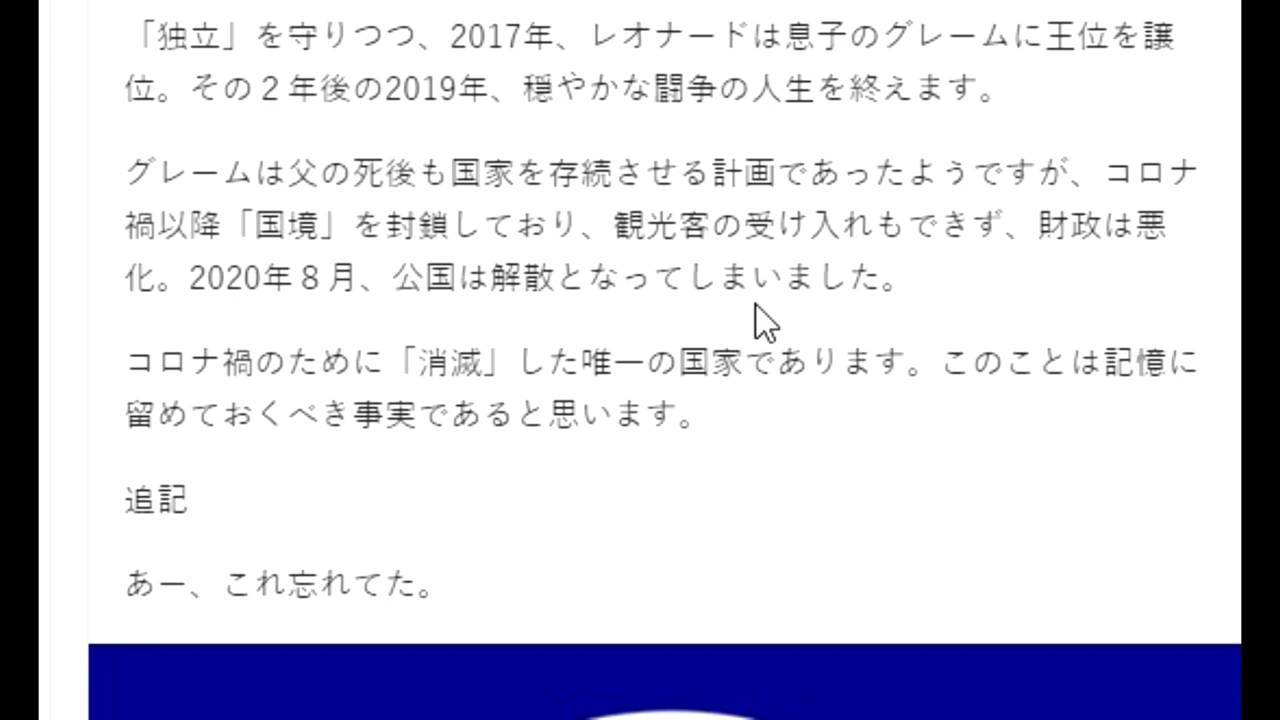 「独立」を守りつつ、2017年、レオナードは息子のグレームに王位を譲
位。その２年後の2019年、穏やかな闘争の人生を終えます。
グレームは父の死後も国家を存続させる計画であったようですが、コロナ
禍以降「国境」を封鎖しており、観光客の受け入れもできず、財政は悪
化。2020年８月、公国は解散となってしまいました。
コロナ禍のために「消滅」した唯一の国家であります。このことは記憶に
留めておくべき事実であると思います。
追記
あー、これ忘れてた。